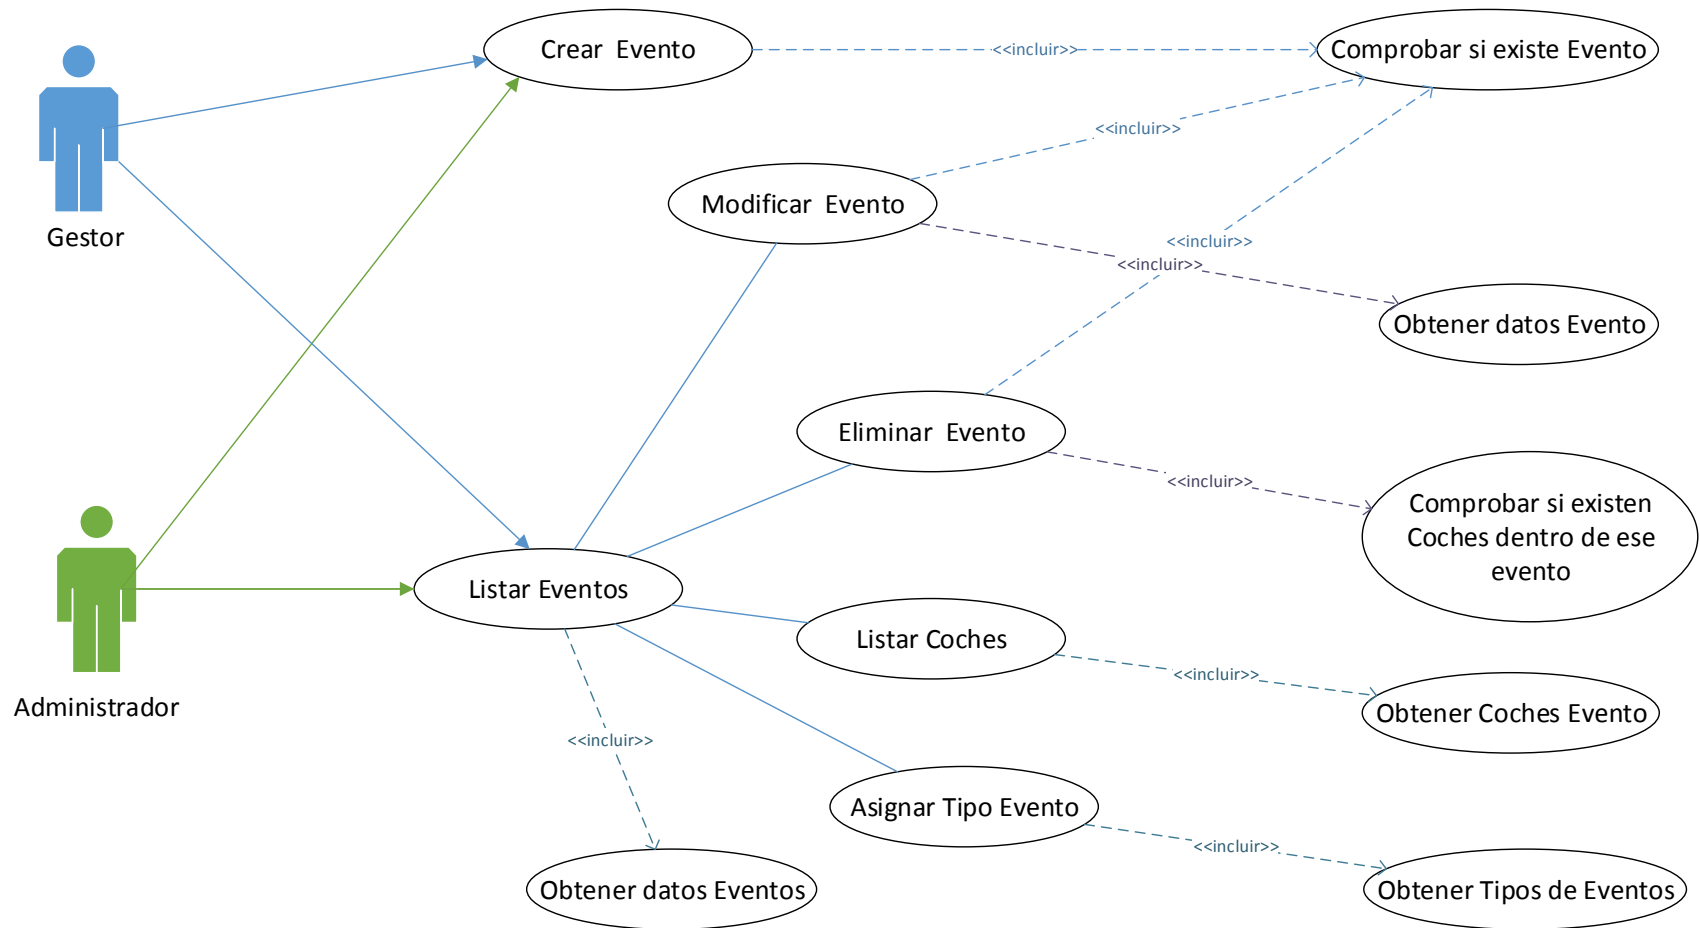 Crear Evento
<<incluir>>
Comprobar si existe Evento
<<incluir>>
Modificar Evento
Gestor
<<incluir>>
<<incluir>>
Obtener datos Evento
Eliminar Evento
<<incluir>>
Comprobar si existen
Coches dentro de ese
evento
Listar Eventos
Listar Coches
<<incluir>>
Administrador
Obtener Coches Evento
<<incluir>>
Asignar Tipo Evento
<<incluir>>
Obtener datos Eventos
Obtener Tipos de Eventos